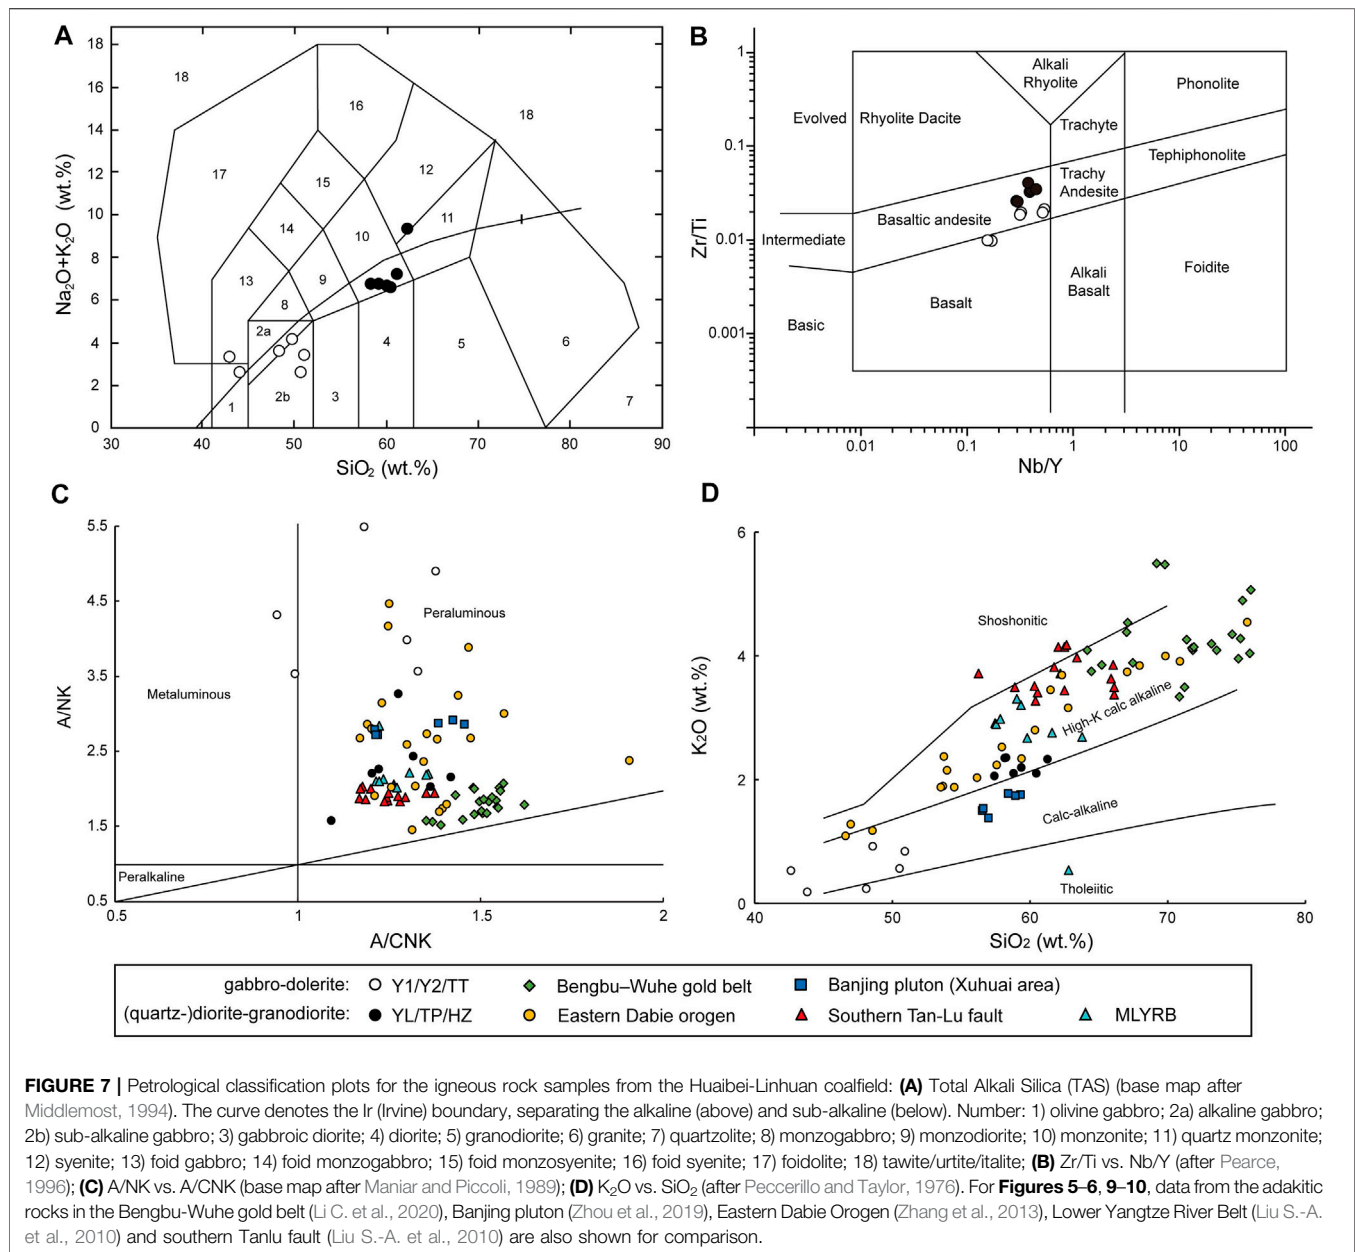 A
B
18
16
14
12
10
8
6
4
2
0
Na₂O+K₂O (wt.%)
30 40 50 60 70 80 90
SiO₂ (wt.%)
18
16
18
17
15
12
14
10
11
13
9
8
2a
4
5
6
1
2b
3
7
1
0.1
0.01
0.001
Zr/Ti
0.01 0.1 1 10 100
Nb/Y
Alkali
Rhyolite
Phonolite
Evolved
Rhyolite Dacite
Trachyte
Tephiphonolite
Trachy
Andesite
Basaltic andesite
Intermediate
Alkali
Basalt
Foidite
Basalt
Basic
C
D
5.5
4.5
3.5
2.5
1.5
0.5
A/NK
0.5 1 1.5 2
A/CNK
Peraluminous
Metaluminous
Peralkaline
6
4
2
0
K₂O (wt.%)
40 50 60 70 80
SiO₂ (wt.%)
Shoshonitic
High-K calc alkaline
Calc-alkaline
Tholeiitic
gabbro-dolerite: Y1/Y2/TT Bengbu–Wuhe gold belt Banjing pluton (Xuhuai area)
(quartz-)diorite-granodiorite: YL/TP/HZ Eastern Dabie orogen Southern Tan-Lu fault MLYRB
FIGURE 7 | Petrological classification plots for the igneous rock samples from the Huaibei-Linhuan coalfield: (A) Total Alkali Silica (TAS) (base map after
Middlemost, 1994). The curve denotes the Ir (Irvine) boundary, separating the alkaline (above) and sub-alkaline (below). Number: 1) olivine gabbro; 2a) alkaline gabbro;
2b) sub-alkaline gabbro; 3) gabbroic diorite; 4) diorite; 5) granodiorite; 6) granite; 7) quartzolite; 8) monzogabbro; 9) monzodiorite; 10) monzonite; 11) quartz monzonite;
12) syenite; 13) foid gabbro; 14) foid monzogabbro; 15) foid monzosyenite; 16) foid syenite; 17) foidolite; 18) tawite/urtite/italite; (B) Zr/Ti vs. Nb/Y (after Pearce,
1996); (C) A/NK vs. A/CNK (base map after Maniar and Piccoli, 1989); (D) K₂O vs. SiO₂ (after Peccerillo and Taylor, 1976). For Figures 5–6, 9–10, data from the adakitic
rocks in the Bengbu-Wuhe gold belt (Li C. et al., 2020), Banjing pluton (Zhou et al., 2019), Eastern Dabie Orogen (Zhang et al., 2013), Lower Yangtze River Belt (Liu S.-A.
et al., 2010) and southern Tanlu fault (Liu S.-A. et al., 2010) are also shown for comparison.